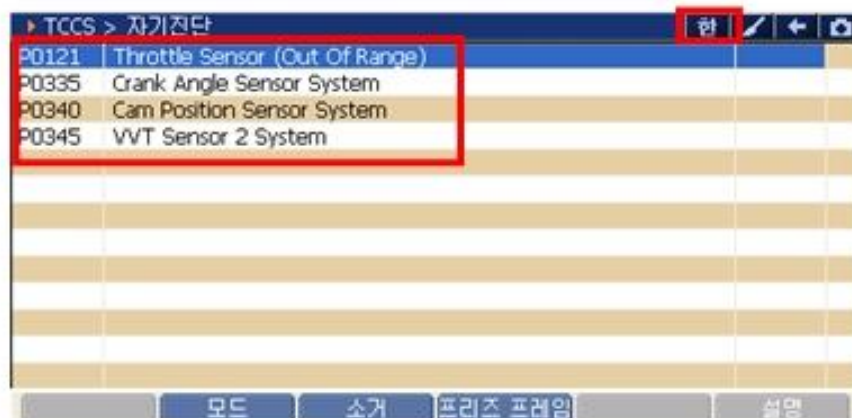 TCCS > 자기진단 한
P0121 Throttle Sensor (Out Of Range)
P0335 Crank Angle Sensor System
P0340 Cam Position Sensor System
P0345 VVT Sensor 2 System
모드 소거 프리즈 프레임 설명